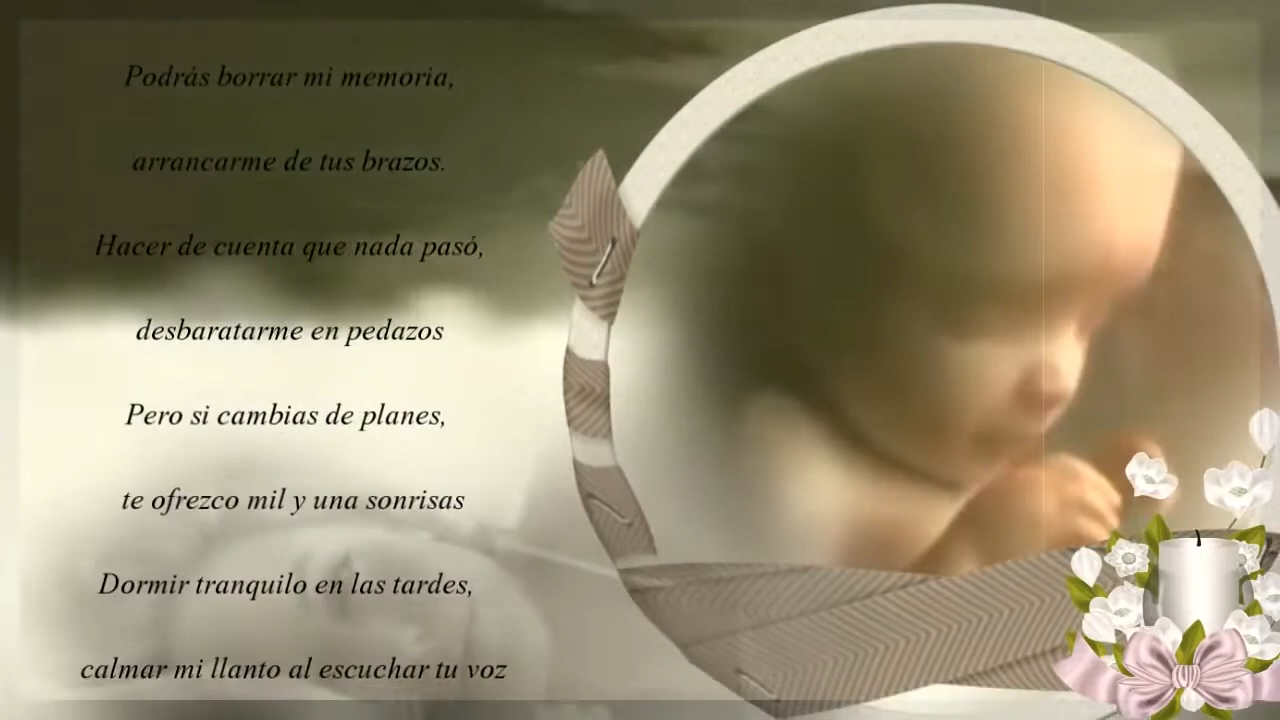 Podrás borrar mi memoria,
arrancarme de tus brazos.
Hacer de cuenta que nada pasó,
desbaratarme en pedazos
Pero si cambias de planes,
te ofrezco mil y una sonrisas
Dormir tranquilo en las tardes,
calmar mi llanto al escuchar tu voz